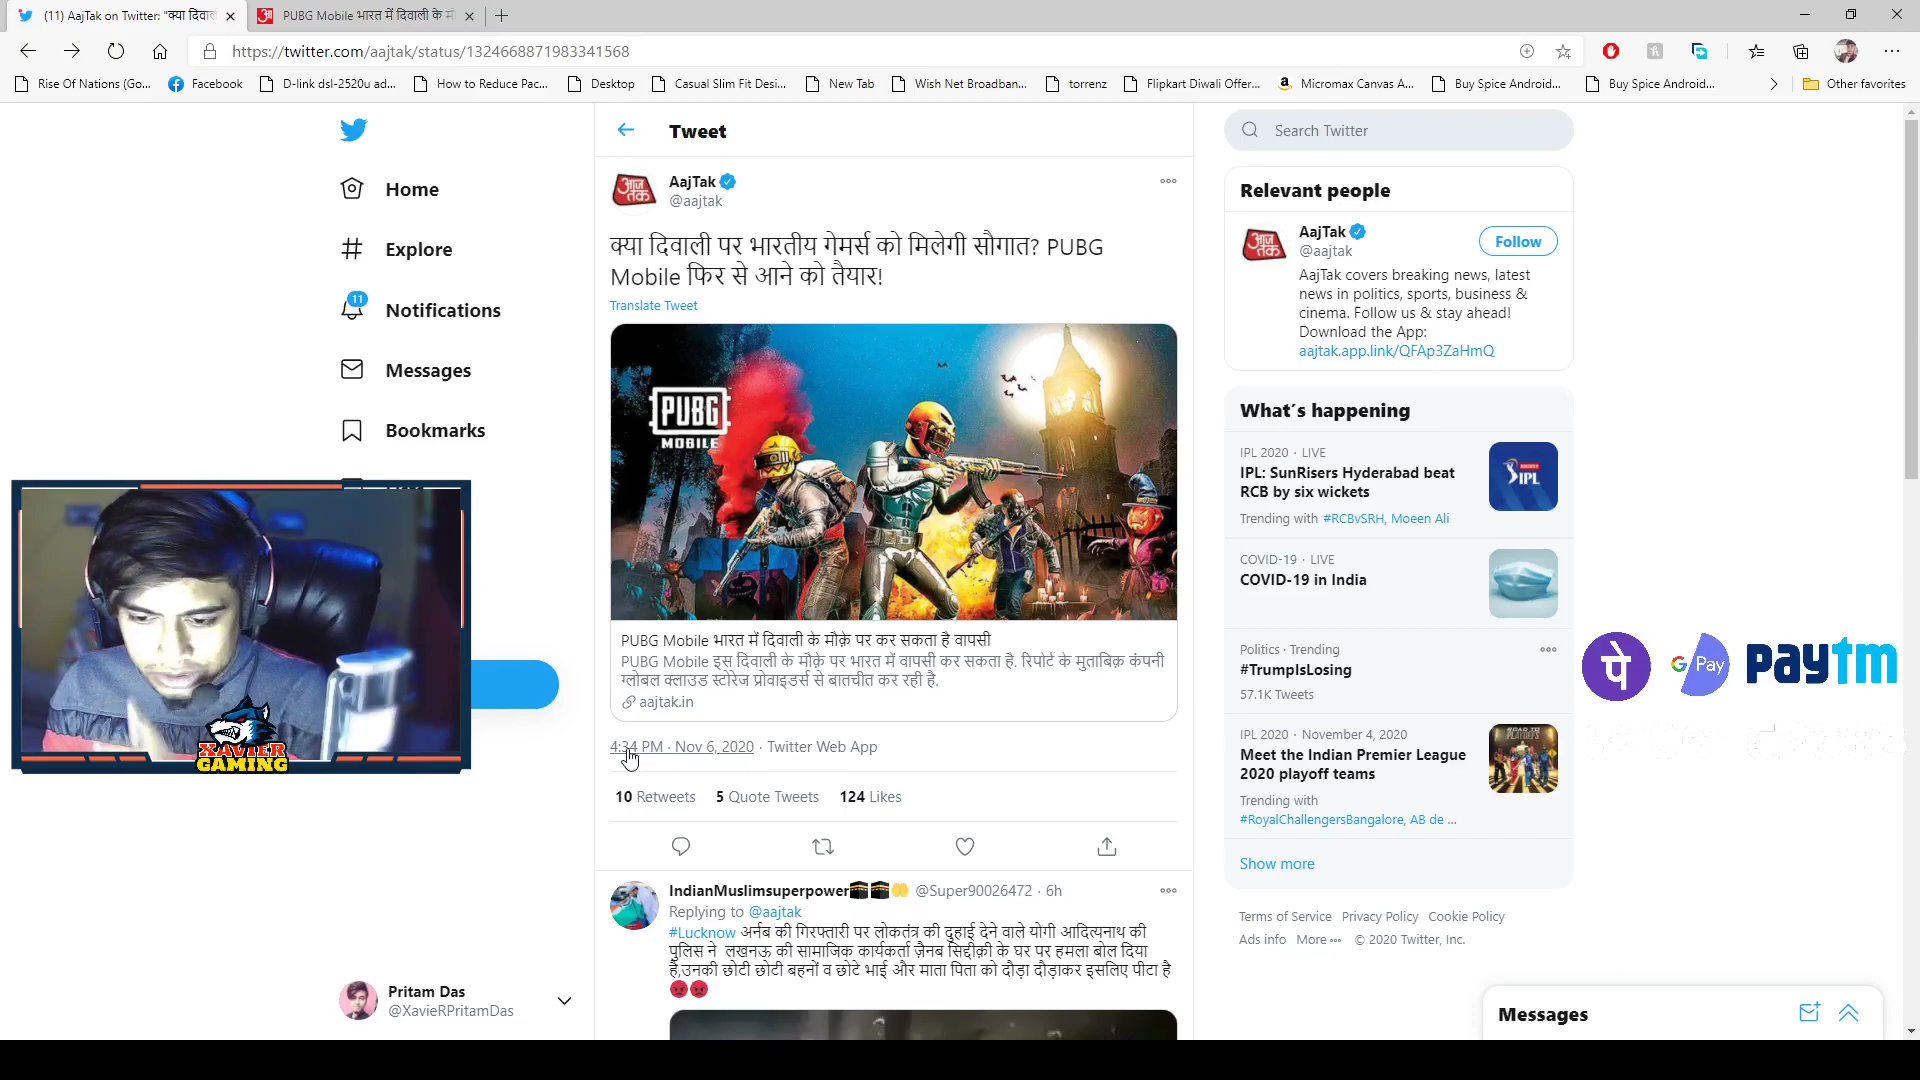 (11) AajTak on Twitter: "क्या दिवाल
PUBG Mobile भारत में दिवाली के मौ
https://twitter.com/aajtak/status/1324668871983341568
Rise Of Nations (Go...
Facebook
D-link dsl-2520u ad...
How to Reduce Pac...
Desktop
Casual Slim Fit Desi...
New Tab
Wish Net Broadban...
torrenz
Flipkart Diwali Offer...
Micromax Canvas A...
Buy Spice Android...
Buy Spice Android...
Other favorites
Home
Explore
11
Notifications
Messages
Bookmarks
XAVIER
GAMING
Pritam Das
@XavieRPritamDas
Tweet
आज तक
AajTak
@aajtak
क्या दिवाली पर भारतीय गेमर्स को मिलेगी सौगात? PUBG
Mobile फिर से आने को तैयार!
Translate Tweet
PUBG
MOBILE
PUBG Mobile भारत में दिवाली के मौक़े पर कर सकता है वापसी
PUBG Mobile इस दिवाली के मौक़े पर भारत में वापसी कर सकता है. रिपोर्ट के मुताबिक़ कंपनी
ग्लोबल क्लाउड स्टोरेज प्रोवाइडर्स से बातचीत कर रही है.
aajtak.in
4:34 PM · Nov 6, 2020 · Twitter Web App
10 Retweets 5 Quote Tweets 124 Likes
IndianMuslimsuperpower🕋🕋🤲 @Super90026472 · 6h
Replying to @aajtak
#Lucknow अर्नब की गिरफ्तारी पर लोकतंत्र की दुहाई देने वाले योगी आदित्यनाथ की
पुलिस ने लखनऊ की सामाजिक कार्यकर्ता ज़ैनब सिद्दीक़ी के घर पर हमला बोल दिया
है,उनकी छोटी छोटी बहनों व छोटे भाई और माता पिता को दौड़ा दौड़ाकर इसलिए पीटा है
😡😡
Search Twitter
Relevant people
आज तक
AajTak
@aajtak
Follow
AajTak covers breaking news, latest
news in politics, sports, business &
cinema. Follow us & stay ahead!
Download the App:
aajtak.app.link/QFAp3ZaHmQ
What's happening
IPL 2020 · LIVE
IPL: SunRisers Hyderabad beat
RCB by six wickets
Trending with #RCBvSRH, Moeen Ali
IPL
COVID-19 · LIVE
COVID-19 in India
Politics · Trending
#TrumpIsLosing
57.1K Tweets
IPL 2020 · November 4, 2020
Meet the Indian Premier League
2020 playoff teams
Trending with
#RoyalChallengersBangalore, AB de ...
Show more
Terms of Service Privacy Policy Cookie Policy
Ads info More © 2020 Twitter, Inc.
पे
G Pay
paytm
Messages